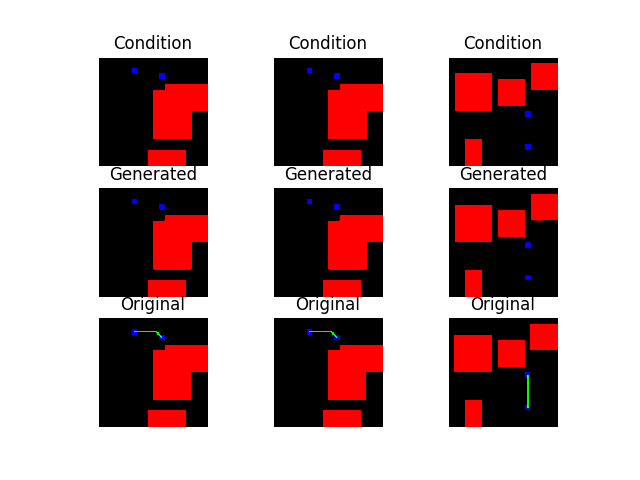 Condition Condition Condition
Generated Generated Generated
Original Original Original